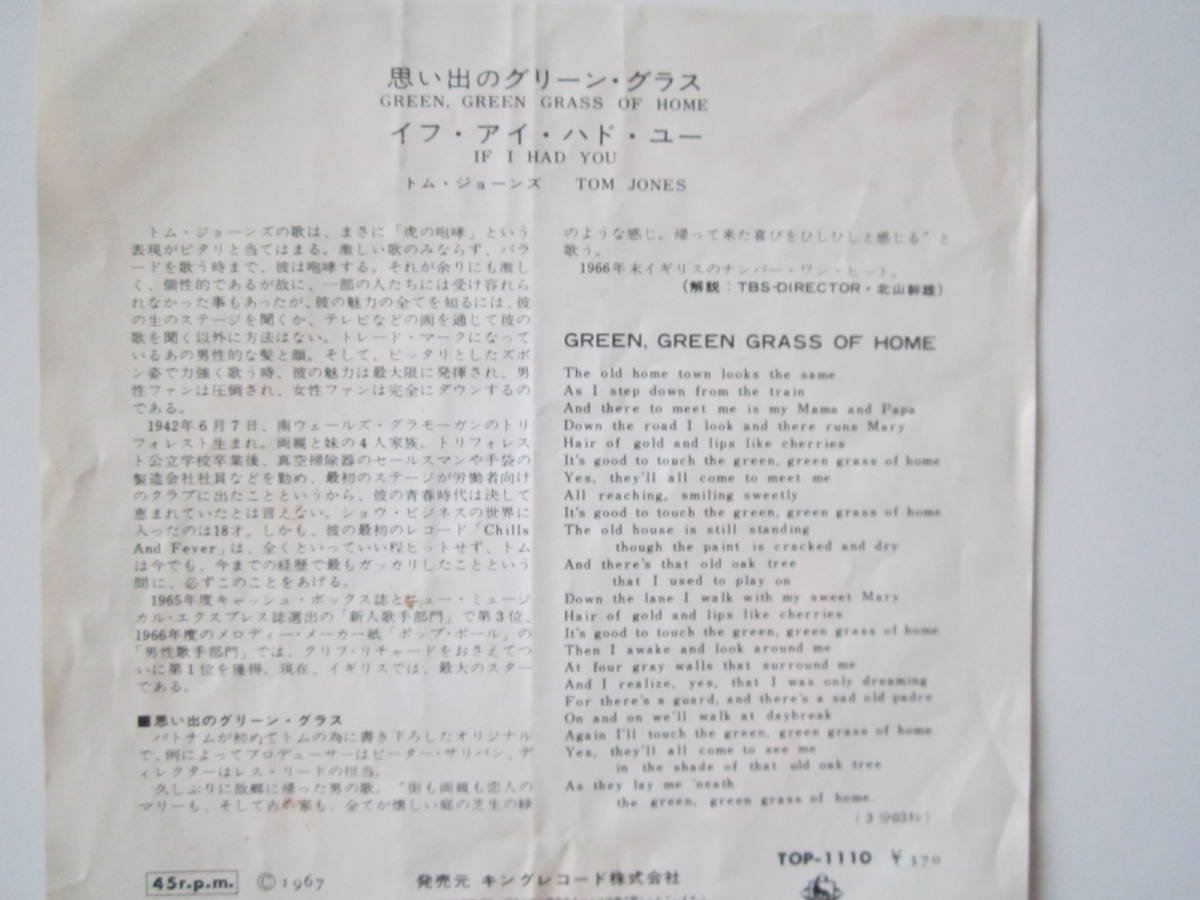 思い出のグリーン・グラス
GREEN, GREEN GRASS OF HOME
イフ・アイ・ハド・ユー
IF I HAD YOU
トム・ジョーンズ TOM JONES
トム・ジョーンズの歌は、まさに「虎の咆哮」という
表現がピタリと当てはまる。激しい歌のみならず、バラ
ードを歌う時まで、彼は咆哮する。それが余りにも激し
く、個性的であるが故に、一部の人たちには受け容れら
れなかった事もあったが、彼の魅力の全てを知るには、彼
の生のステージを聞くか、テレビなどの画を通じて彼の
歌を聞く以外に方法はない。トレード・マークになって
いるあの男性的な髪と顔。そして、ピッタリとしたズボ
ン姿で力強く歌う時、彼の魅力は最大限に発揮され、男
性ファンは圧倒され、女性ファンは完全にダウンするの
である。
1942年6月7日、南ウェールズ・グラモーガンのトリ
フォレスト生まれ。両親と妹の4人家族。トリフォレス
ト公立学校卒業後、真空掃除器のセールスマンや手袋の
製造会社社員などを勤め、最初のステージが労働者向け
のクラブに出たことというから、彼の青春時代は決して
恵まれていたとは言えない。ショウ・ビジネスの世界に
入ったのは18才。しかも、彼の最初のレコード「Chills
And Fever」は、全くといっていい程ヒットせず、トム
は今でも、今までの経歴で最もガッカリしたことという
問に、必ずこのことをあげる。
1965年度キャッシュ・ボックス誌とニュー・ミュージ
カル・エクスプレス誌選出の「新人歌手部門」で第3位、
1966年度のメロディー・メーカー紙「ポップ・ポール」の
「男性歌手部門」では、クリフ・リチャードをおさえてつ
いに第1位を獲得。現在、イギリスでは、最大のスター
である。
■思い出のグリーン・グラス
パトナムが初めてトムの為に書き下ろしたオリジナル
で、例によってプロデューサーはピーター・サリバン、デ
ィレクターはレス・リードの担当。
久しぶりに故郷に帰った男の歌。"街も両親も恋人の
マリーも、そして古い家も、全てが懐しい庭の芝生の緑
のような感じ。帰って来た喜びをひしひしと感じる"と
歌う。
1966年末イギリスのナンバー・ワン・ヒット。
(解説:TBS-DIRECTOR・北山幹雄)
GREEN, GREEN GRASS OF HOME
The old home town looks the same
As I step down from the train
And there to meet me is my Mama and Papa
Down the road I look and there runs Mary
Hair of gold and lips like cherries
It's good to touch the green, green grass of home
Yes, they'll all come to meet me
All reaching, smiling sweetly
It's good to touch the green, green grass of home
The old house is still standing
though the paint is cracked and dry
And there's that old oak tree
that I used to play on
Down the lane I walk with my sweet Mary
Hair of gold and lips like cherries
It's good to touch the green, green grass of home
Then I awake and look around me
At four gray walls that surround me
And I realize, yes, that I was only dreaming
For there's a guard, and there's a sad old padre
On and on we'll walk at daybreak
Again I'll touch the green, green grass of home
Yes, they'll all come to see me
in the shade of that old oak tree
As they lay me 'neath
the green, green grass of home.
(3分03秒)
TOP-1110 ¥370
45r.p.m. ©1967 発売元 キングレコード株式会社